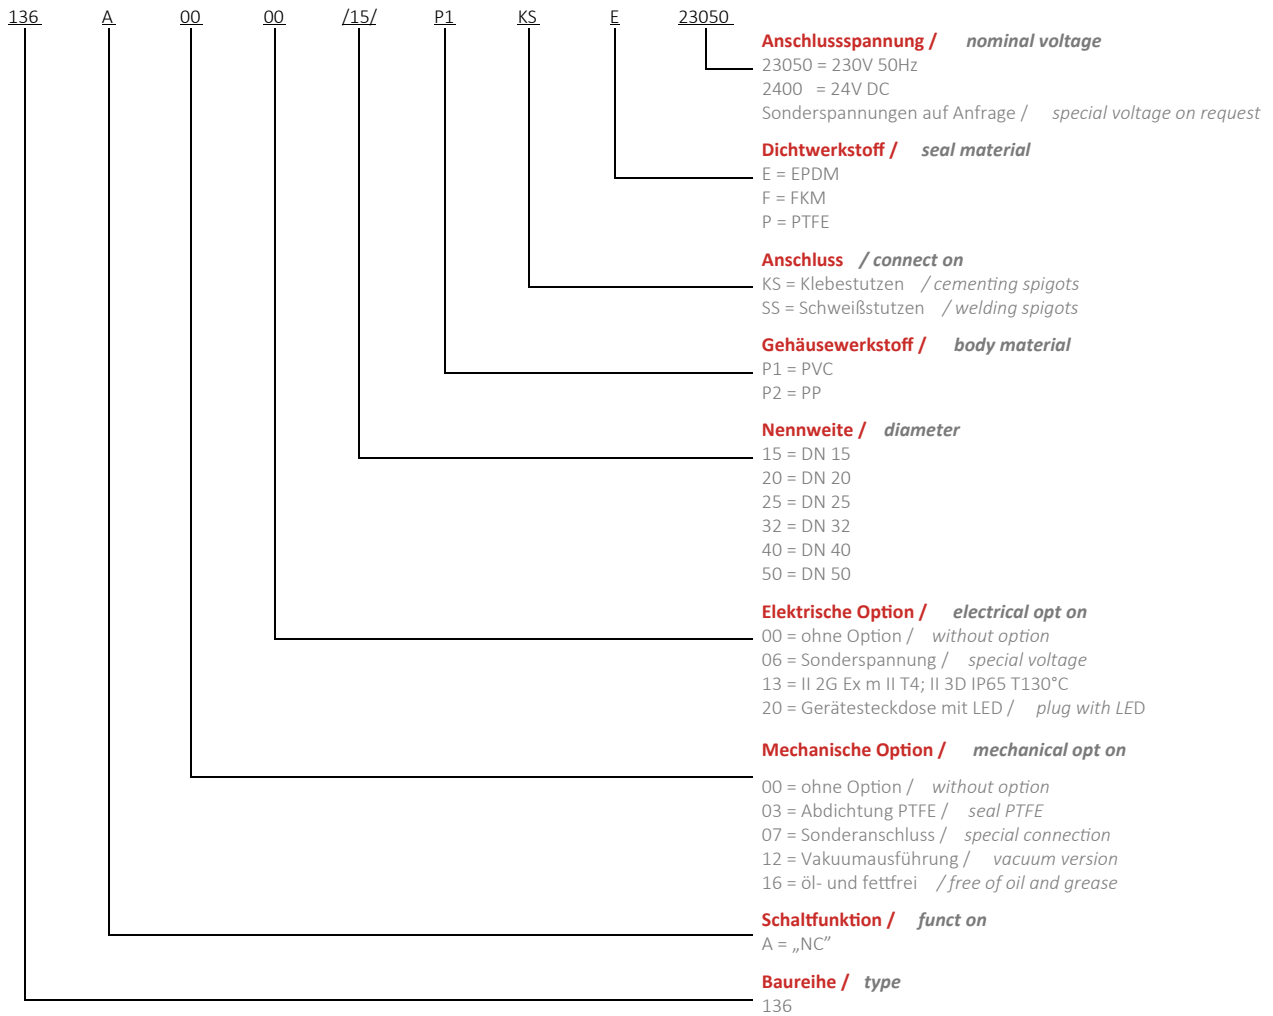 136 A 00 00 /15/ P1 KS E 23050
Anschlussspannung / nominal voltage
23050 = 230V 50Hz
2400 = 24V DC
Sonderspannungen auf Anfrage / special voltage on request
Dichtwerkstoff / seal material
E = EPDM
F = FKM
P = PTFE
Anschluss / connect on
KS = Klebestutzen / cementing spigots
SS = Schweißstutzen / welding spigots
Gehäusewerkstoff / body material
P1 = PVC
P2 = PP
Nennweite / diameter
15 = DN 15
20 = DN 20
25 = DN 25
32 = DN 32
40 = DN 40
50 = DN 50
Elektrische Option / electrical opt on
00 = ohne Option / without option
06 = Sonderspannung / special voltage
13 = II 2G Ex m II T4; II 3D IP65 T130°C
20 = Gerätesteckdose mit LED / plug with LED
Mechanische Option / mechanical opt on
00 = ohne Option / without option
03 = Abdichtung PTFE / seal PTFE
07 = Sonderanschluss / special connection
12 = Vakuumausführung / vacuum version
16 = öl- und fettfrei / free of oil and grease
Schaltfunktion / funct on
A = „NC”
Baureihe / type
136